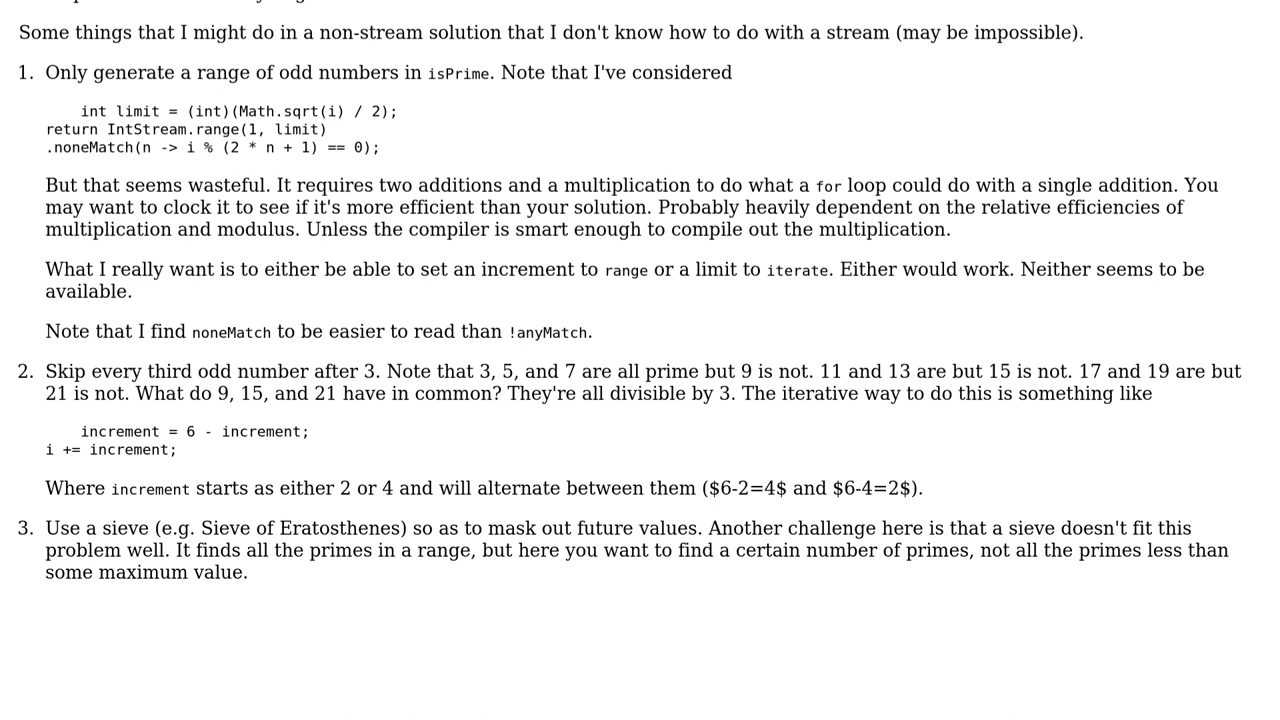 Some things that I might do in a non-stream solution that I don't know how to do with a stream (may be impossible).
1. Only generate a range of odd numbers in isPrime. Note that I've considered
int limit = (int)(Math.sqrt(i) / 2);
return IntStream.range(1, limit)
.noneMatch(n -> i % (2 * n + 1) == 0);
But that seems wasteful. It requires two additions and a multiplication to do what a for loop could do with a single addition. You
may want to clock it to see if it's more efficient than your solution. Probably heavily dependent on the relative efficiencies of
multiplication and modulus. Unless the compiler is smart enough to compile out the multiplication.
What I really want is to either be able to set an increment to range or a limit to iterate. Either would work. Neither seems to be
available.
Note that I find noneMatch to be easier to read than !anyMatch.
2. Skip every third odd number after 3. Note that 3, 5, and 7 are all prime but 9 is not. 11 and 13 are but 15 is not. 17 and 19 are but
21 is not. What do 9, 15, and 21 have in common? They're all divisible by 3. The iterative way to do this is something like
increment = 6 - increment;
i += increment;
Where increment starts as either 2 or 4 and will alternate between them ($6-2=4$ and $6-4=2$).
3. Use a sieve (e.g. Sieve of Eratosthenes) so as to mask out future values. Another challenge here is that a sieve doesn't fit this
problem well. It finds all the primes in a range, but here you want to find a certain number of primes, not all the primes less than
some maximum value.